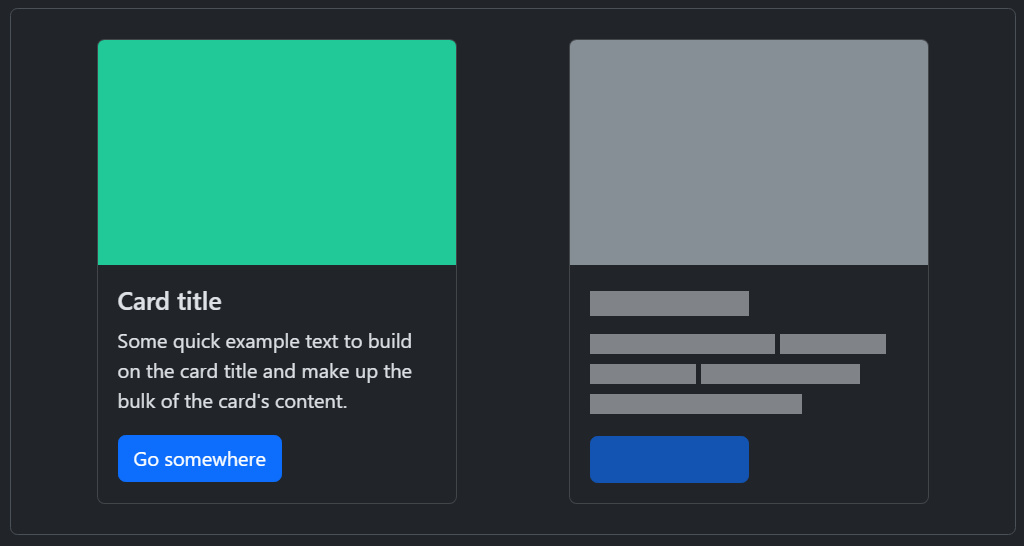 Card title
Some quick example text to build
on the card title and make up the
bulk of the card's content.
Go somewhere